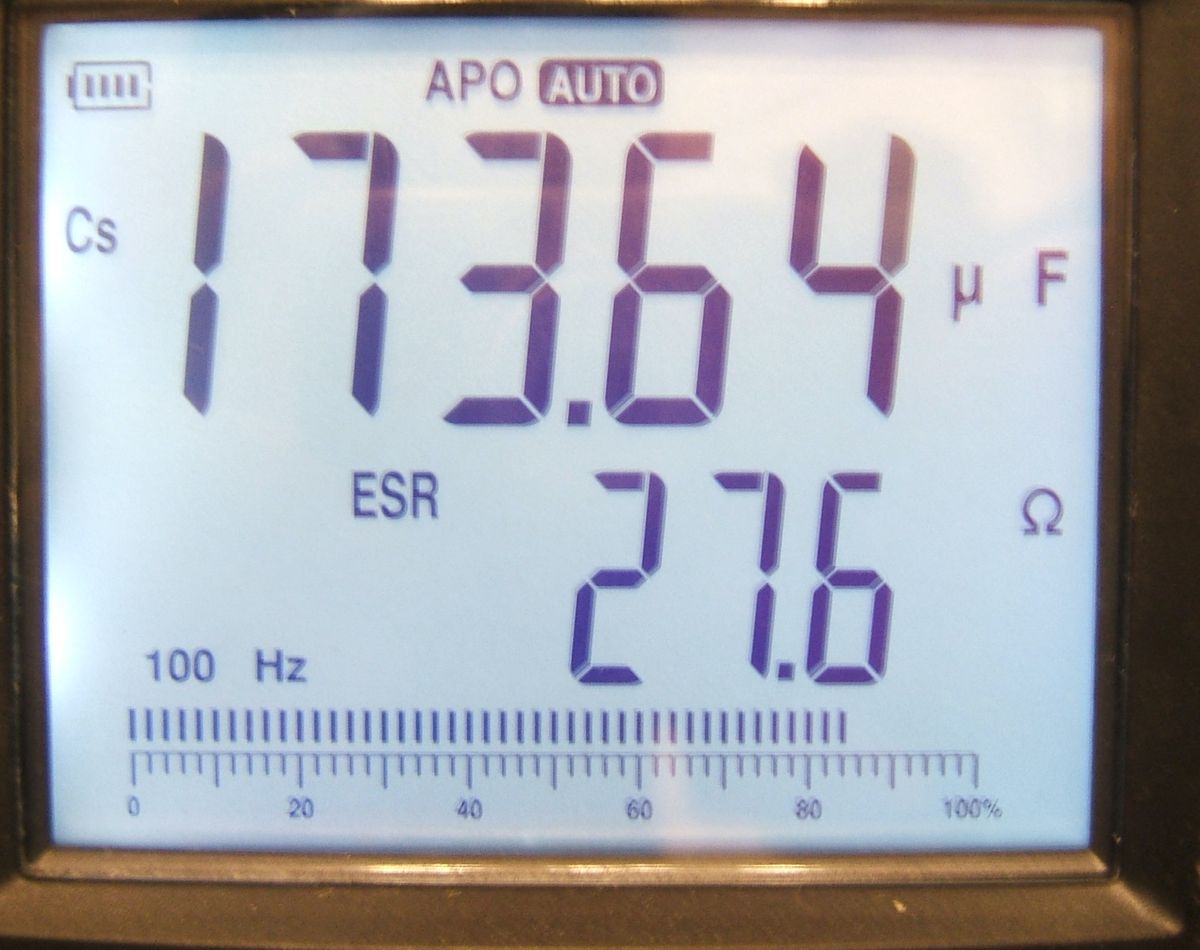 APO AUTO
Cs 173.64 µ F
ESR 27.6 Ω
100 Hz
0 20 40 60 80 100%